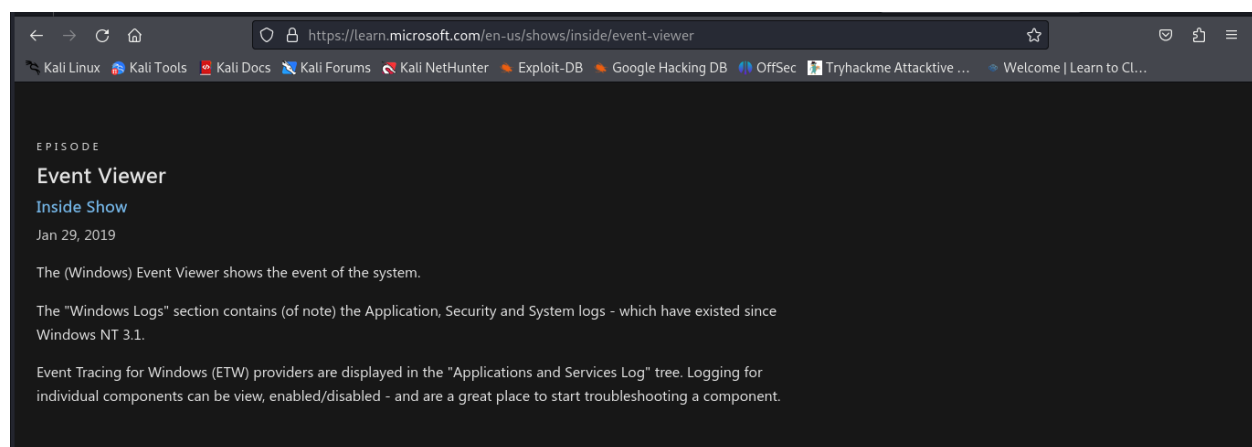 https://learn.microsoft.com/en-us/shows/inside/event-viewer
Kali Linux Kali Tools Kali Docs Kali Forums Kali NetHunter Exploit-DB Google Hacking DB OffSec Tryhackme Attacktive ... Welcome | Learn to Cl...
EPISODE
Event Viewer
Inside Show
Jan 29, 2019
The (Windows) Event Viewer shows the event of the system.
The "Windows Logs" section contains (of note) the Application, Security and System logs - which have existed since
Windows NT 3.1.
Event Tracing for Windows (ETW) providers are displayed in the "Applications and Services Log" tree. Logging for
individual components can be view, enabled/disabled - and are a great place to start troubleshooting a component.